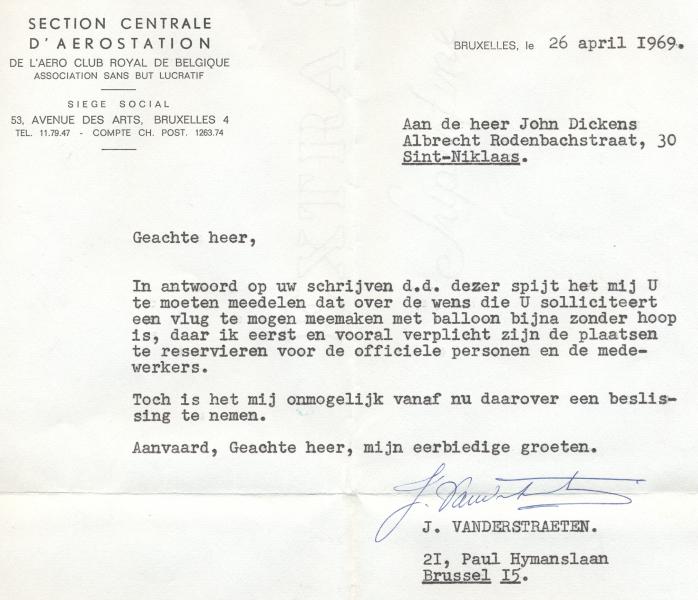 SECTION CENTRALE
D'AEROSTATION
DE L'AERO CLUB ROYAL DE BELGIQUE
ASSOCIATION SANS BUT LUCRATIF
SIEGE SOCIAL
53, AVENUE DES ARTS, BRUXELLES 4
TEL. 11.79.47 - COMPTE CH. POST. 1263.74
BRUXELLES, le 26 april I969.
Aan de heer John Dickens
Albrecht Rodenbachstraat, 30
Sint-Niklaas.
Geachte heer,
In antwoord op uw schrijven d.d. dezer spijt het mij U
te moeten meedelen dat over de wens die U solliciteert
een vlug te mogen meemaken met balloon bijna zonder hoop
is, daar ik eerst en vooral verplicht zijn de plaatsen
te reservieren voor de officiele personen en de mede-
werkers.
Toch is het mij onmogelijk vanaf nu daarover een beslis-
sing te nemen.
Aanvaard, Geachte heer, mijn eerbiedige groeten.
J. VANDERSTRAETEN.
2I, Paul Hymanslaan
Brussel I5.